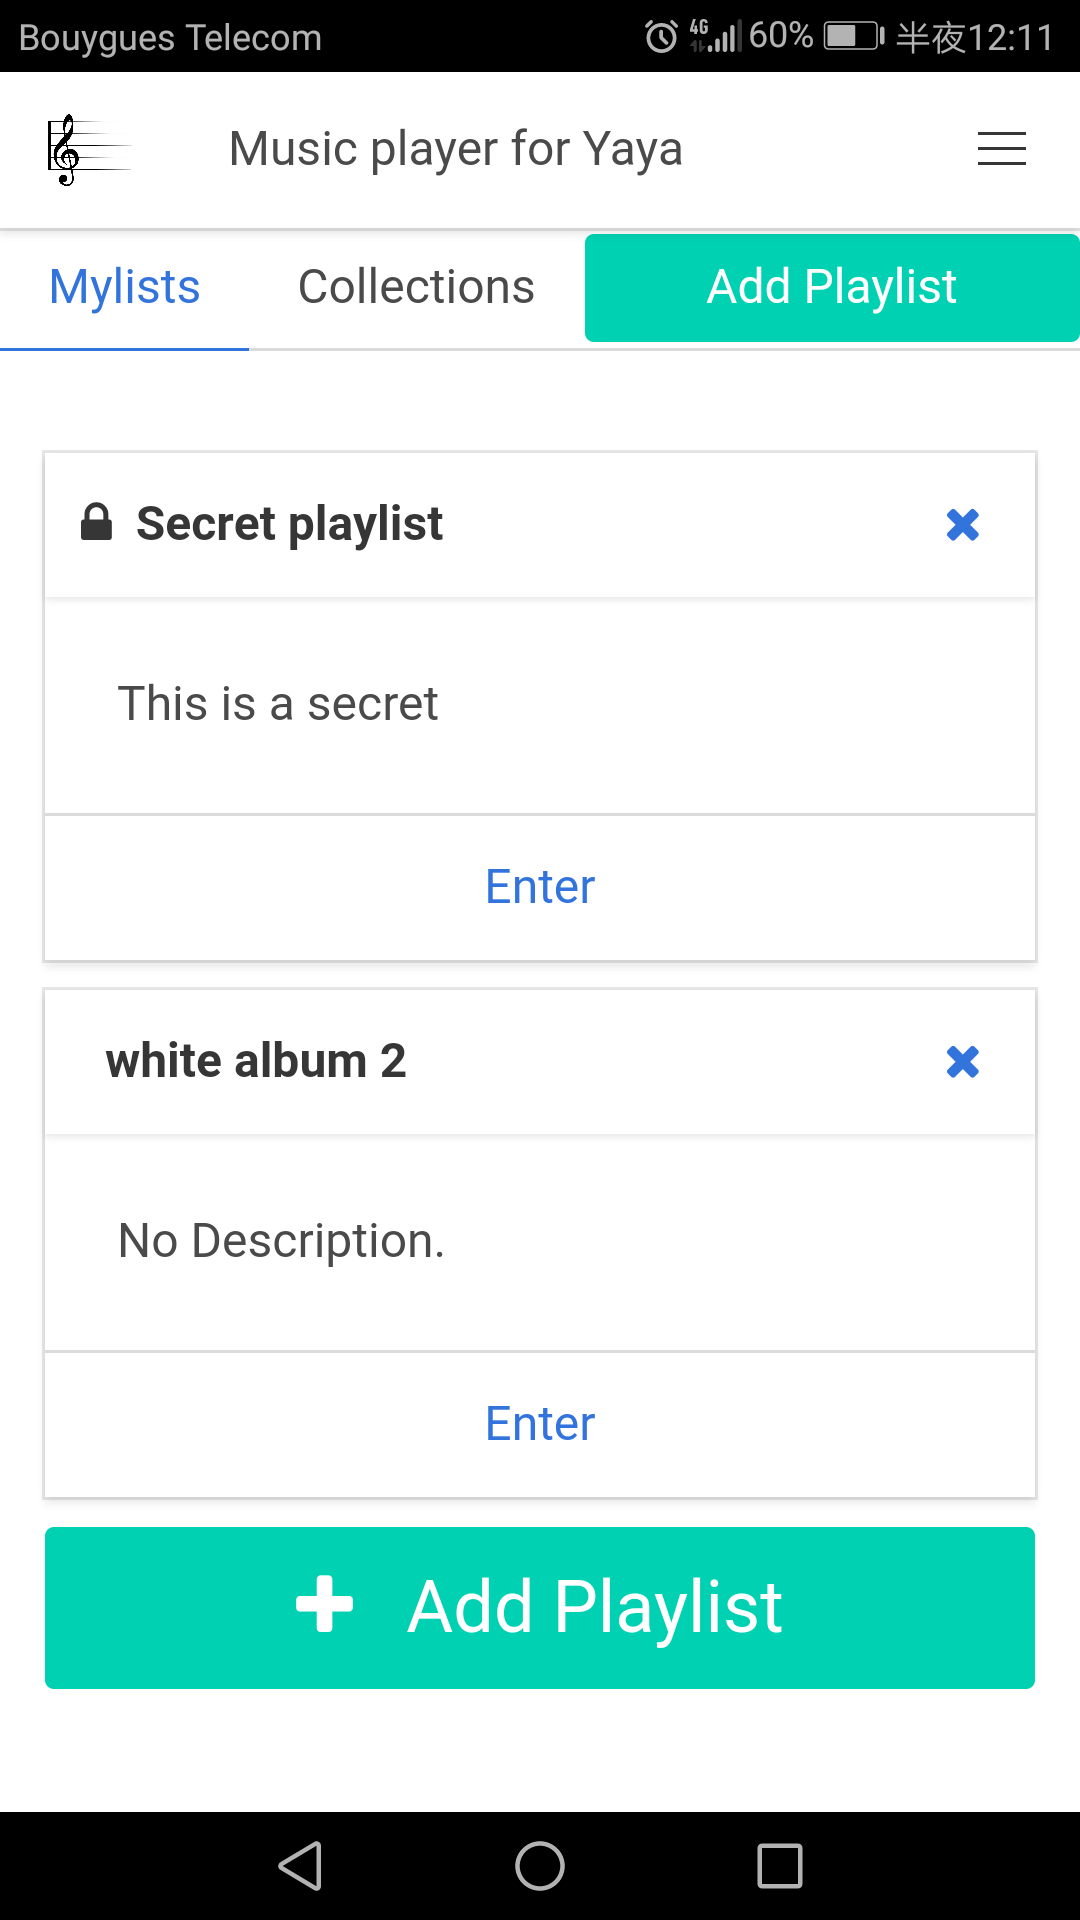 Bouygues Telecom 4G 60% 半夜12:11
Music player for Yaya
Mylists Collections Add Playlist
Secret playlist
This is a secret
Enter
white album 2
No Description.
Enter
Add Playlist